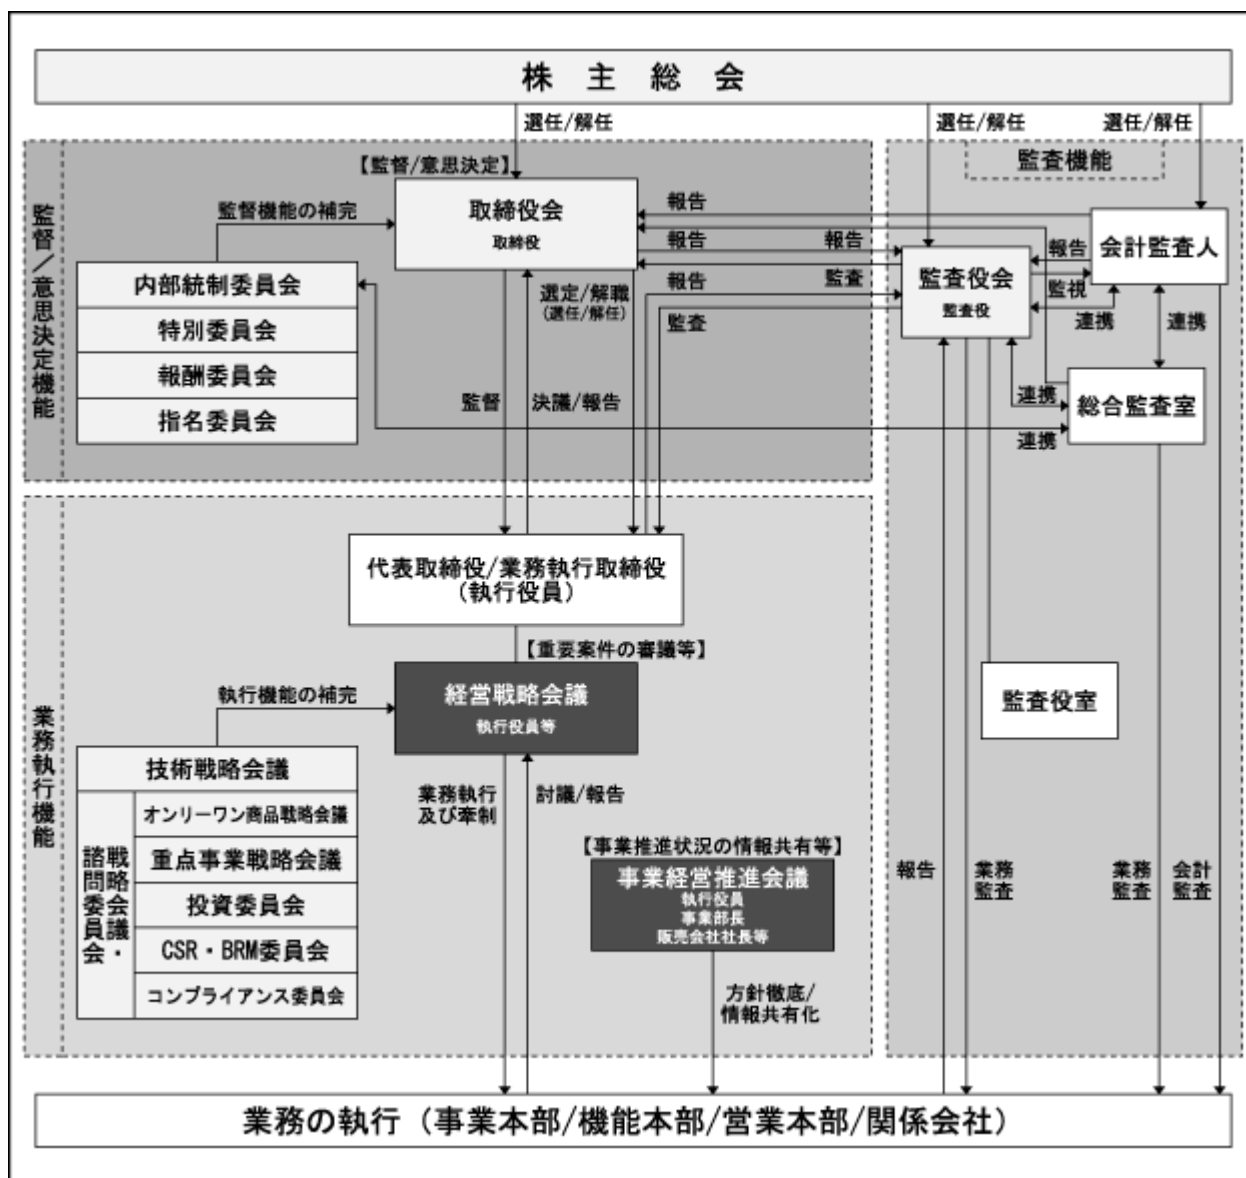 株主総会
選任/解任
選任/解任
選任/解任
監督/意思決定機能
【監督/意思決定】
取締役会
取締役
監督機能の補完
内部統制委員会
特別委員会
報酬委員会
指名委員会
選定/解職
(選任/解任)
監督
決議/報告
報告
報告
報告
報告
監査
監査
監査機能
会計監査人
報告
監視
連携
連携
監査役会
監査役
連携
連携
総合監査室
業務執行機能
代表取締役/業務執行取締役
(執行役員)
【重要案件の審議等】
執行機能の補完
経営戦略会議
執行役員等
技術戦略会議
戦略会議・
諮問委員会
オンリーワン商品戦略会議
重点事業戦略会議
投資委員会
CSR・BRM委員会
コンプライアンス委員会
業務執行
及び牽制
討議/報告
【事業推進状況の情報共有等】
事業経営推進会議
執行役員
事業部長
販売会社社長等
方針徹底/
情報共有化
監査役室
報告
業務
監査
業務
監査
会計
監査
業務の執行(事業本部/機能本部/営業本部/関係会社)